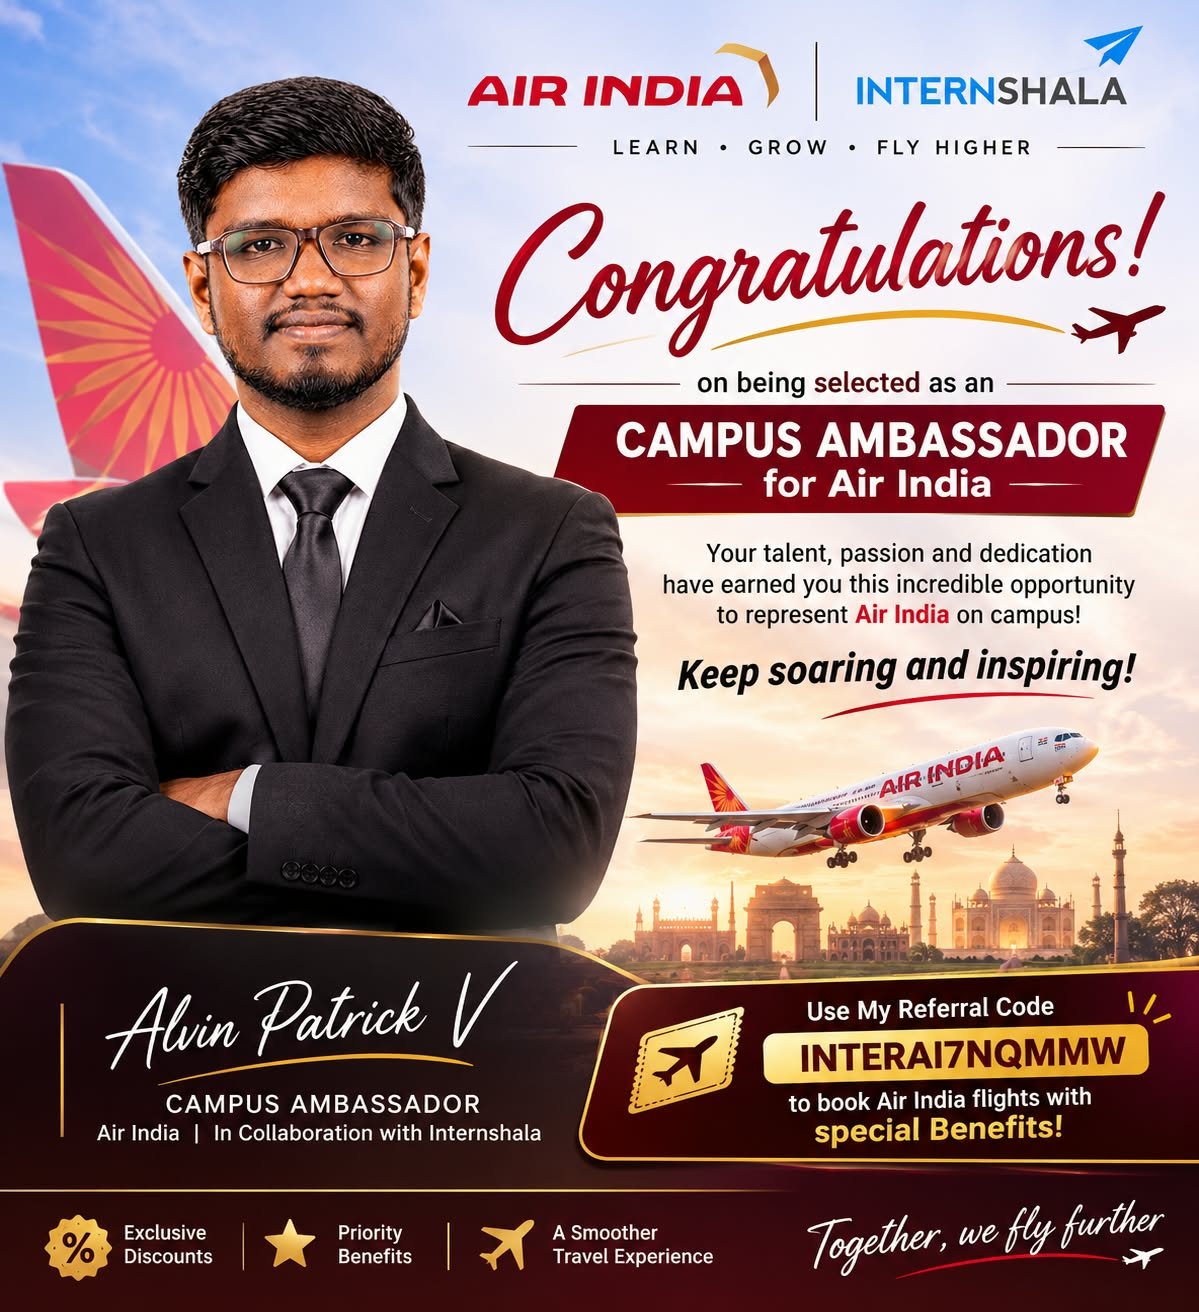 AIR INDIA
INTERNSHALA
LEARN • GROW • FLY HIGHER
Congratulations!
on being selected as an
CAMPUS AMBASSADOR
for Air India
Your talent, passion and dedication
have earned you this incredible opportunity
to represent Air India on campus!
Keep soaring and inspiring!
AIR INDIA
Alvin Patrick V
CAMPUS AMBASSADOR
Air India | In Collaboration with Internshala
Use My Referral Code
INTERAI7NQMMW
to book Air India flights with
special Benefits!
Exclusive
Discounts
Priority
Benefits
A Smoother
Travel Experience
Together, we fly further